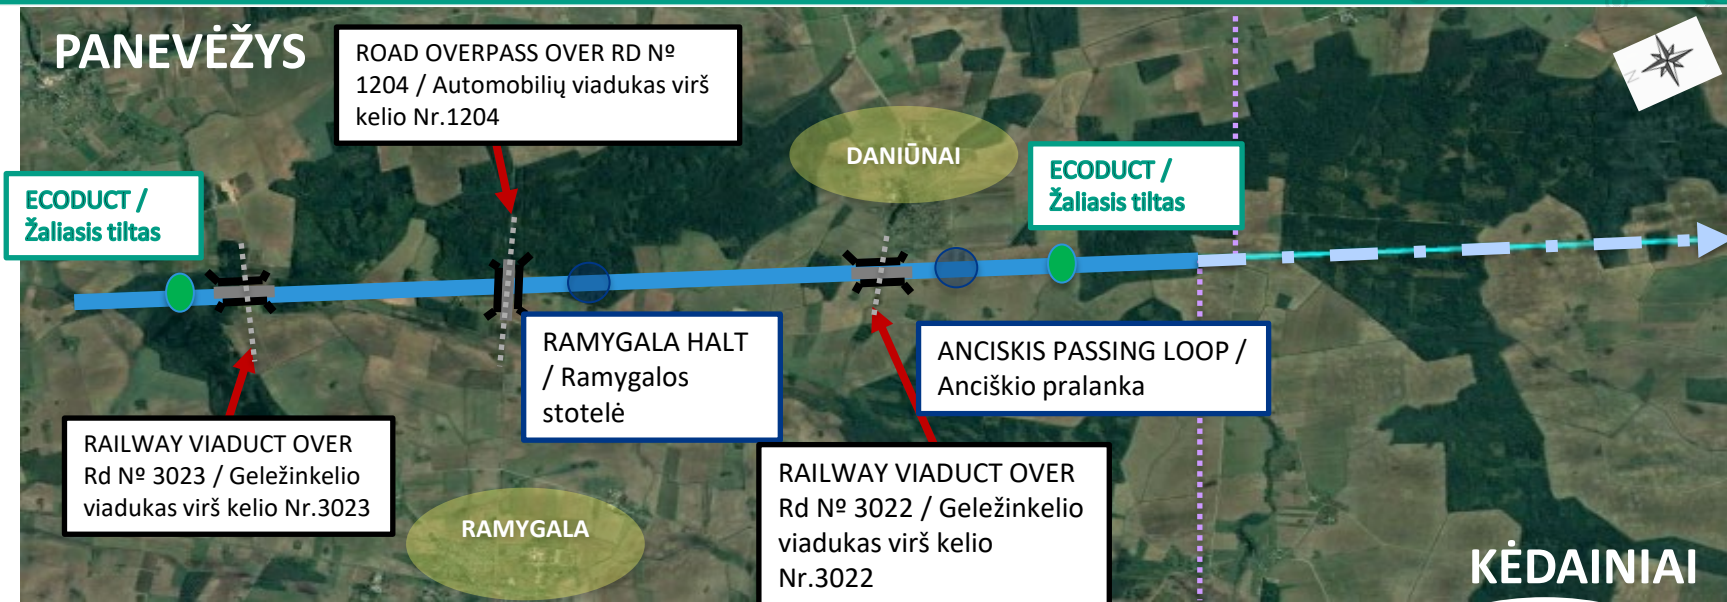 PANEVĖŽYS
ROAD OVERPASS OVER RD Nº
1204 / Automobilių viadukas virš
kelio Nr.1204
DANIŪNAI
ECODUCT /
Žaliasis tiltas
ECODUCT /
Žaliasis tiltas
RAMYGALA HALT
/ Ramygalos
stotelė
ANCISKIS PASSING LOOP /
Anciškio pralanka
RAILWAY VIADUCT OVER
Rd Nº 3023 / Geležinkelio
viadukas virš kelio Nr.3023
RAMYGALA
RAILWAY VIADUCT OVER
Rd Nº 3022 / Geležinkelio
viadukas virš kelio
Nr.3022
KĖDAINIAI
N